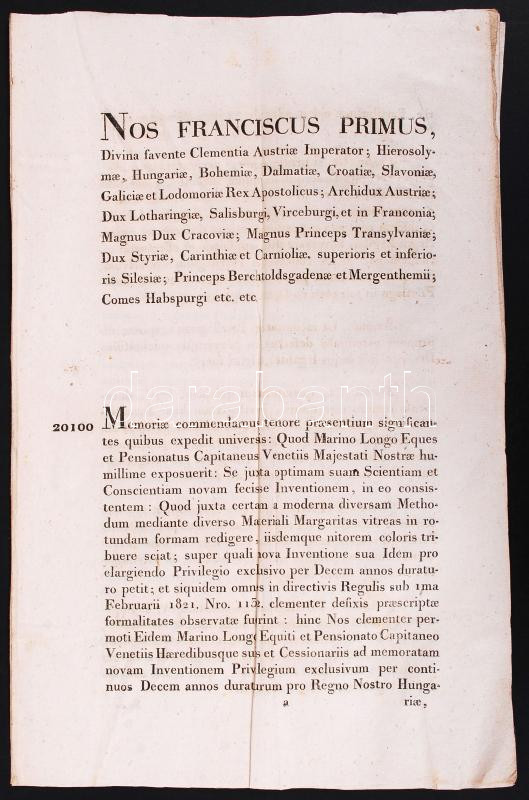 NOS FRANCISCUS PRIMUS,
Divina favente Clementia Austriæ Imperator; Hierosoly-
mæ, Hungariæ, Bohemiæ, Dalmatiæ, Croatiæ, Slavoniæ,
Galiciæ et Lodomoriæ Rex Apostolicus; Archidux Austriæ;
Dux Lotharingiæ, Salisburgi, Virceburgi, et in Franconia;
Magnus Dux Cracoviæ; Magnus Princeps Transylvaniæ;
Dux Styriæ, Carinthiæ et Carnioliæ, superioris et inferio-
ris Silesiæ; Princeps Berchtoldsgadenæ et Mergenthemii;
Comes Habspurgi etc. etc.
darabanth
20100 Memoriæ commendamus tenore præsentium significan-
tes quibus expedit universis: Quod Marino Longo Eques
et Pensionatus Capitaneus Venetiis Majestati Nostræ hu-
millime exposuerit: Se juxta optimam suam Scientiam et
Conscientiam novam fecisse Inventionem, in eo consis-
tentem: Quod juxta certam a moderna diversam Metho-
dum mediante diverso Materiali Margaritas vitreas in ro-
tundam formam redigere, iisdemque nitorem coloris tri-
buere sciat; super quali nova Inventione sua Idem pro
elargiendo Privilegio exclusivo per Decem annos duratu-
ro petit; et siquidem omnes in directivis Regulis sub 1ma
Februarii 1821. Nro. 1152. clementer defixis præscriptæ
formalitates observatæ fuerint: hinc Nos clementer per-
moti Eidem Marino Longo Equiti et Pensionato Capitaneo
Venetiis Hæredibusque suis et Cessionariis ad memoratam
novam Inventionem Privilegium exclusivum per conti-
nuos Decem annos duraturum pro Regno Nostro Hunga-
a riæ,